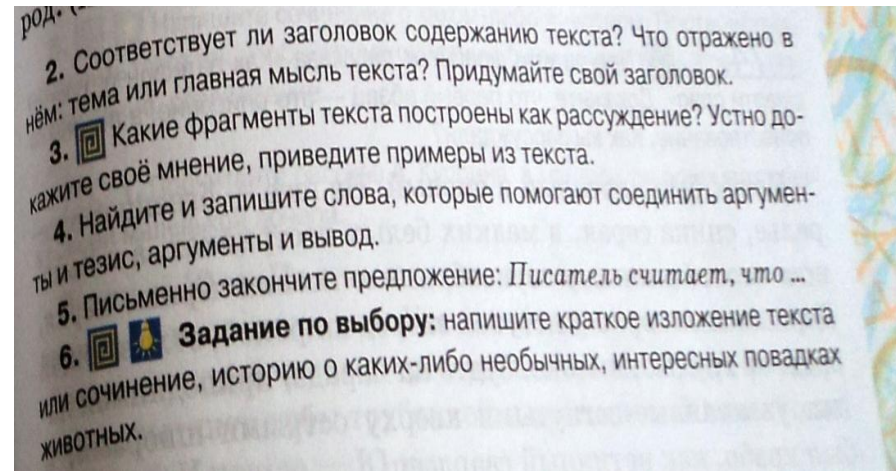 род. (
2. Соответствует ли заголовок содержанию текста? Что отражено в
нём: тема или главная мысль текста? Придумайте свой заголовок.
3. Какие фрагменты текста построены как рассуждение? Устно до-
кажите своё мнение, приведите примеры из текста.
4. Найдите и запишите слова, которые помогают соединить аргумен-
ты и тезис, аргументы и вывод.
5. Письменно закончите предложение: Писатель считает, что ...
6. Задание по выбору: напишите краткое изложение текста
или сочинение, историю о каких-либо необычных, интересных повадках
животных.